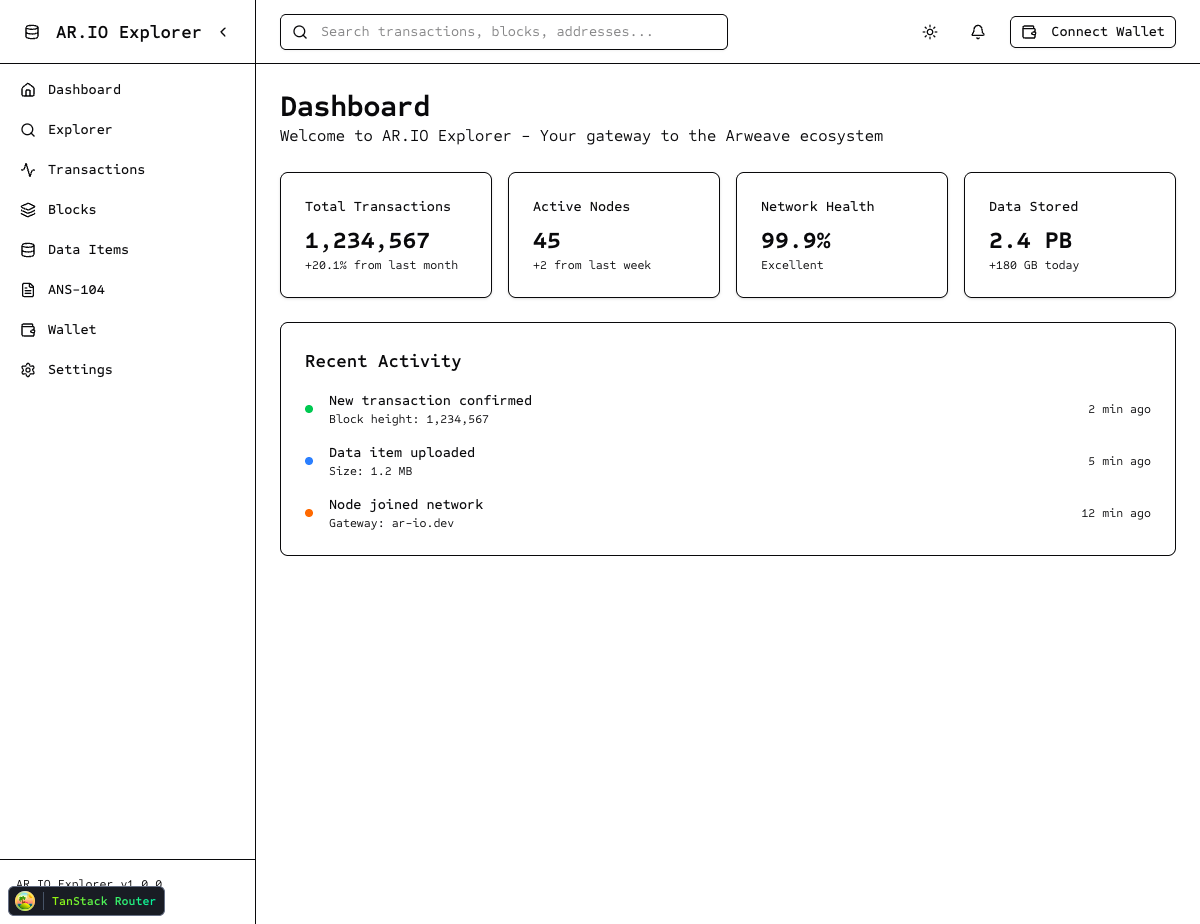 AR.IO Explorer
Search transactions, blocks, addresses...
Connect Wallet
Dashboard
Explorer
Transactions
Blocks
Data Items
ANS-104
Wallet
Settings
Dashboard
Welcome to AR.IO Explorer - Your gateway to the Arweave ecosystem
Total Transactions
1,234,567
+20.1% from last month
Active Nodes
45
+2 from last week
Network Health
99.9%
Excellent
Data Stored
2.4 PB
+180 GB today
Recent Activity
New transaction confirmed
Block height: 1,234,567
2 min ago
Data item uploaded
Size: 1.2 MB
5 min ago
Node joined network
Gateway: ar-io.dev
12 min ago
AR.IO Explorer v1.0.0
TanStack Router